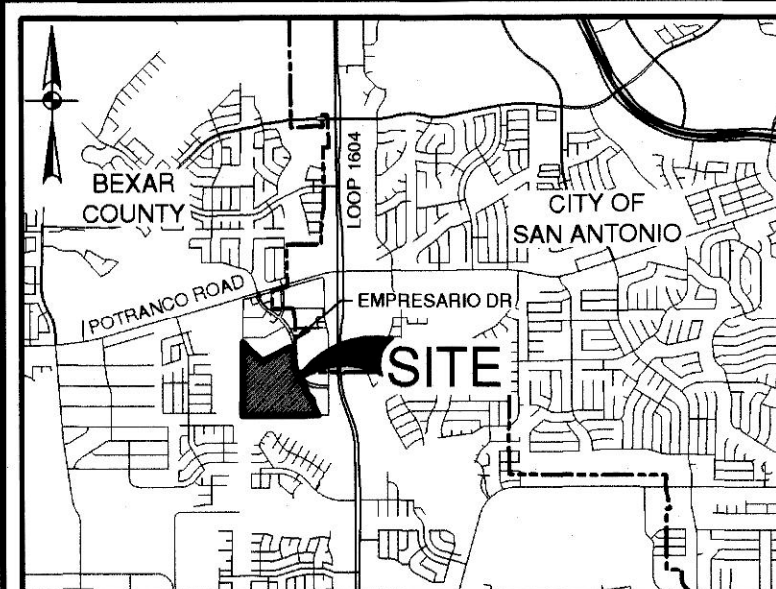 BEXAR
COUNTY
LOOP 1604
CITY OF
SAN ANTONIO
POTRANCO ROAD
EMPRESARIO DR
SITE